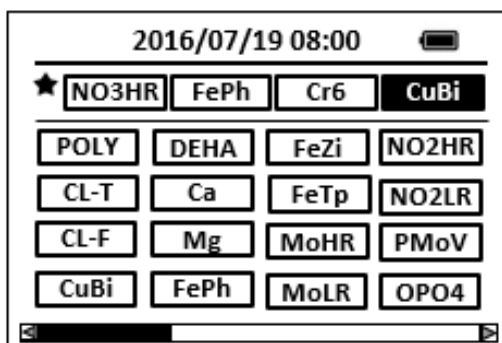 2016/07/19 08:00
NO3HR FePh Cr6 CuBi
POLY DEHA FeZi NO2HR
CL-T Ca FeTp NO2LR
CL-F Mg MoHR PMoV
CuBi FePh MoLR OPO4